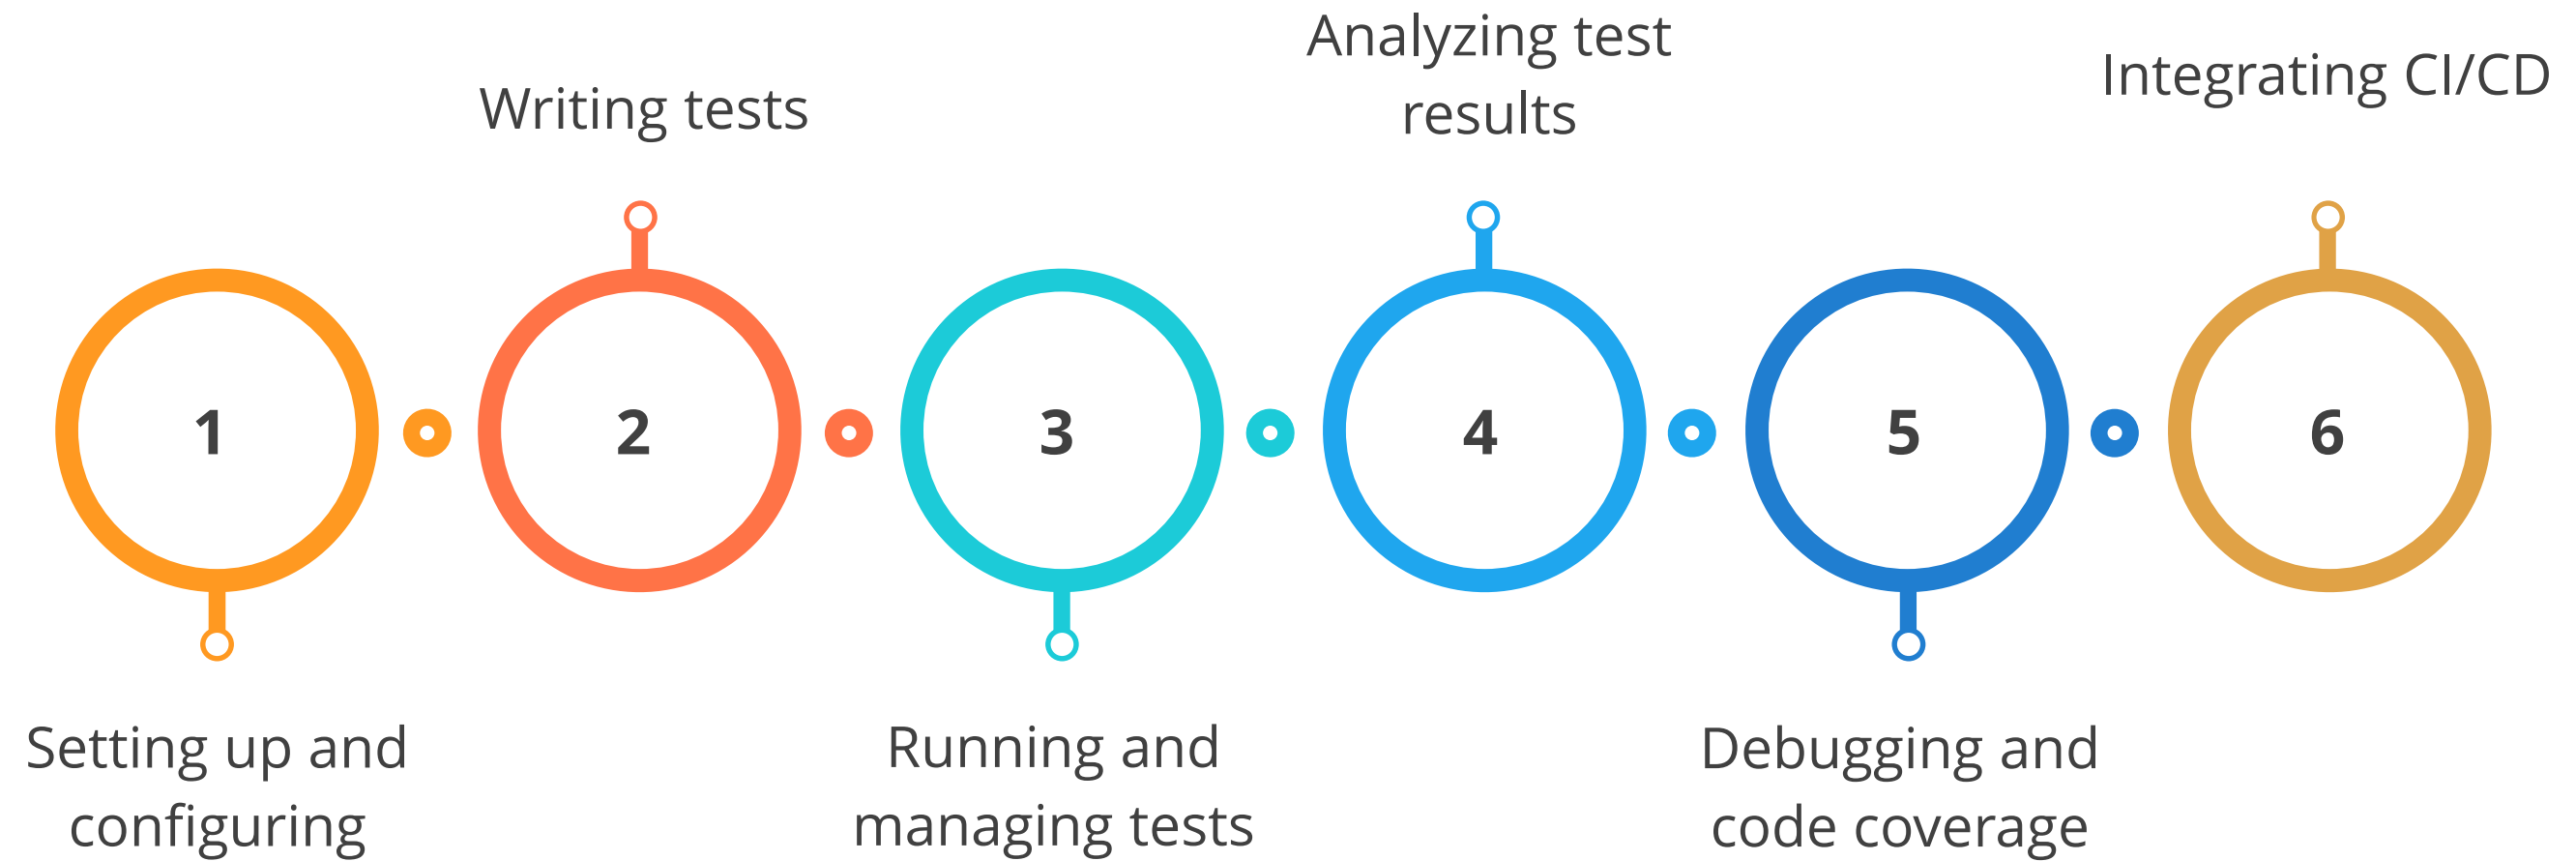 Analyzing test
results
Integrating CI/CD
Writing tests
1
2
3
4
5
6
Setting up and
configuring
Running and
managing tests
Debugging and
code coverage